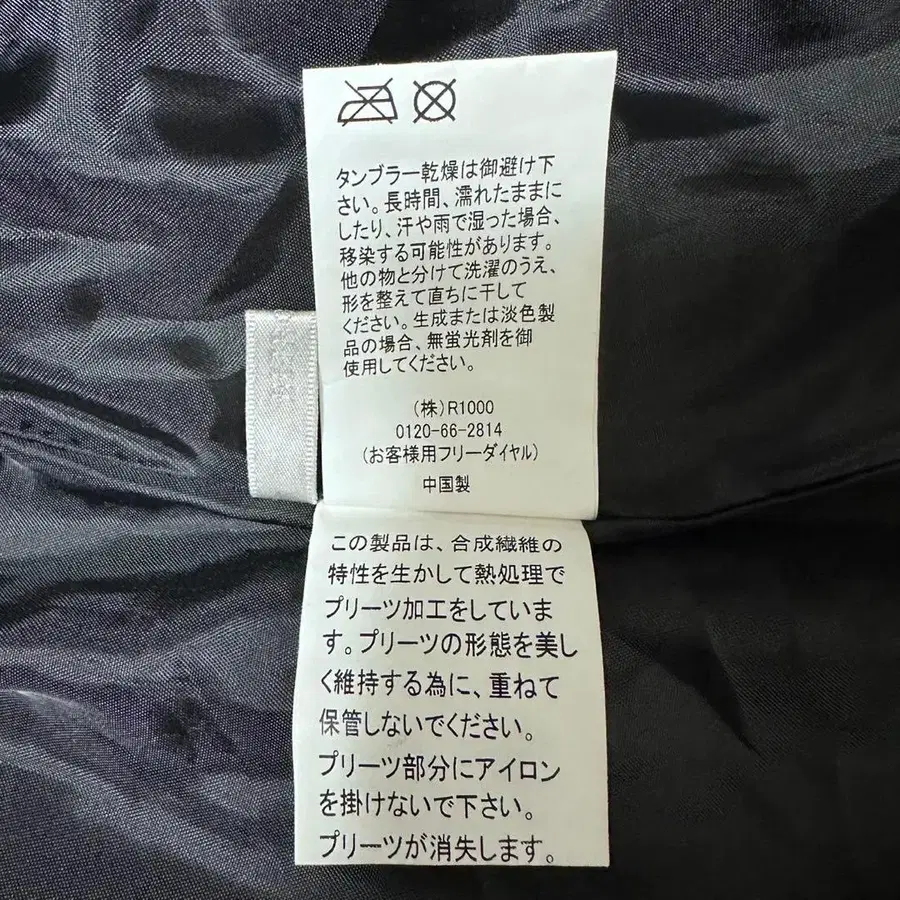 タンブラー乾燥は御避け下
さい。長時間、濡れたままに
したり、汗や雨で湿った場合、
移染する可能性があります。
他の物と分けて洗濯のうえ、
形を整えて直ちに干して
ください。生成または淡色製
品の場合、無蛍光剤を御
使用してください。
(株)R1000
0120-66-2814
(お客様用フリーダイヤル)
中国製
この製品は、合成繊維の
特性を生かして熱処理で
プリーツ加工をしていま
す。プリーツの形態を美し
く維持する為に、重ねて
保管しないでください。
プリーツ部分にアイロン
を掛けないで下さい。
プリーツが消失します。